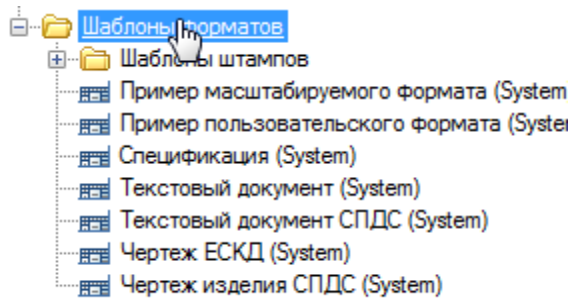 Шаблоны форматов
Шаблоны штампов
Пример масштабируемого формата (System
Пример пользовательского формата (System
Спецификация (System)
Текстовый документ (System)
Текстовый документ СПДС (System)
Чертеж ЕСКД (System)
Чертеж изделия СПДС (System)